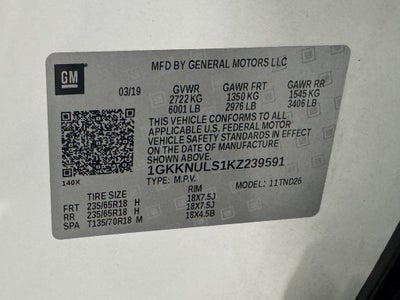 GM
MFD BY GENERAL MOTORS LLC
03/19 GVWR GAWR FRT GAWR RR
2722 KG 1350 KG 1545 KG
6001 LB 2976 LB 3406 LB
THIS VEHICLE CONFORMS TO ALL
APPLICABLE U.S. FEDERAL MOTOR
VEHICLE SAFETY STANDARDS IN
EFFECT ON THE DATE OF MANUFACTURE
SHOWN ABOVE.
1GKKNULS1KZ239591
140X TYPE: M.P.V. MODEL: 11TND26
TIRE SIZE RIM
FRT 235/65R18 H 18X7.5J
RR 235/65R18 H 18X7.5J
SPA T135/70R18 M 18X4.5B